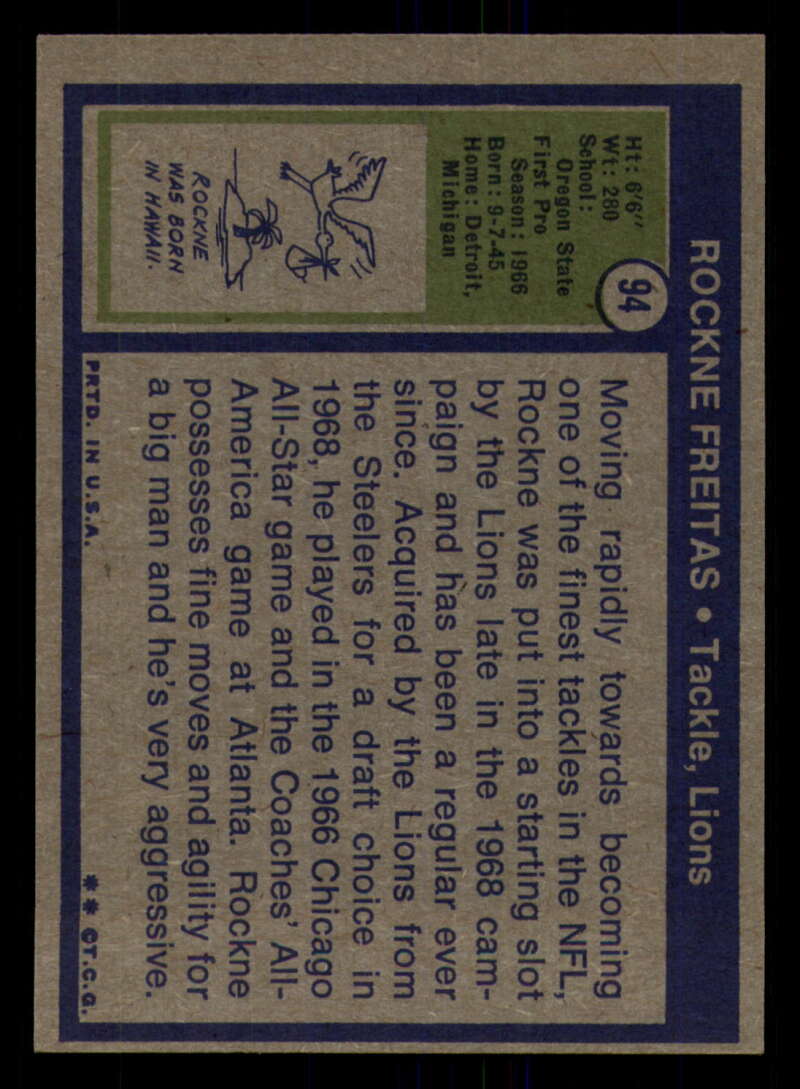 ROCKNE FREITAS • Tackle, Lions
94
Ht: 6'6"
Wt: 280
School:
Oregon State
First Pro
Season: 1966
Born: 9-7-45
Home: Detroit,
Michigan
ROCKNE
WAS BORN
IN HAWAII.
Moving rapidly towards becoming
one of the finest tackles in the NFL,
Rockne was put into a starting slot
by the Lions late in the 1968 cam-
paign and has been a regular ever
since. Acquired by the Lions from
the Steelers for a draft choice in
1968, he played in the 1966 Chicago
All-Star game and the Coaches' All-
America game at Atlanta. Rockne
possesses fine moves and agility for
a big man and he's very aggressive.
PRTD. IN U.S.A.
** ©T.C.G.